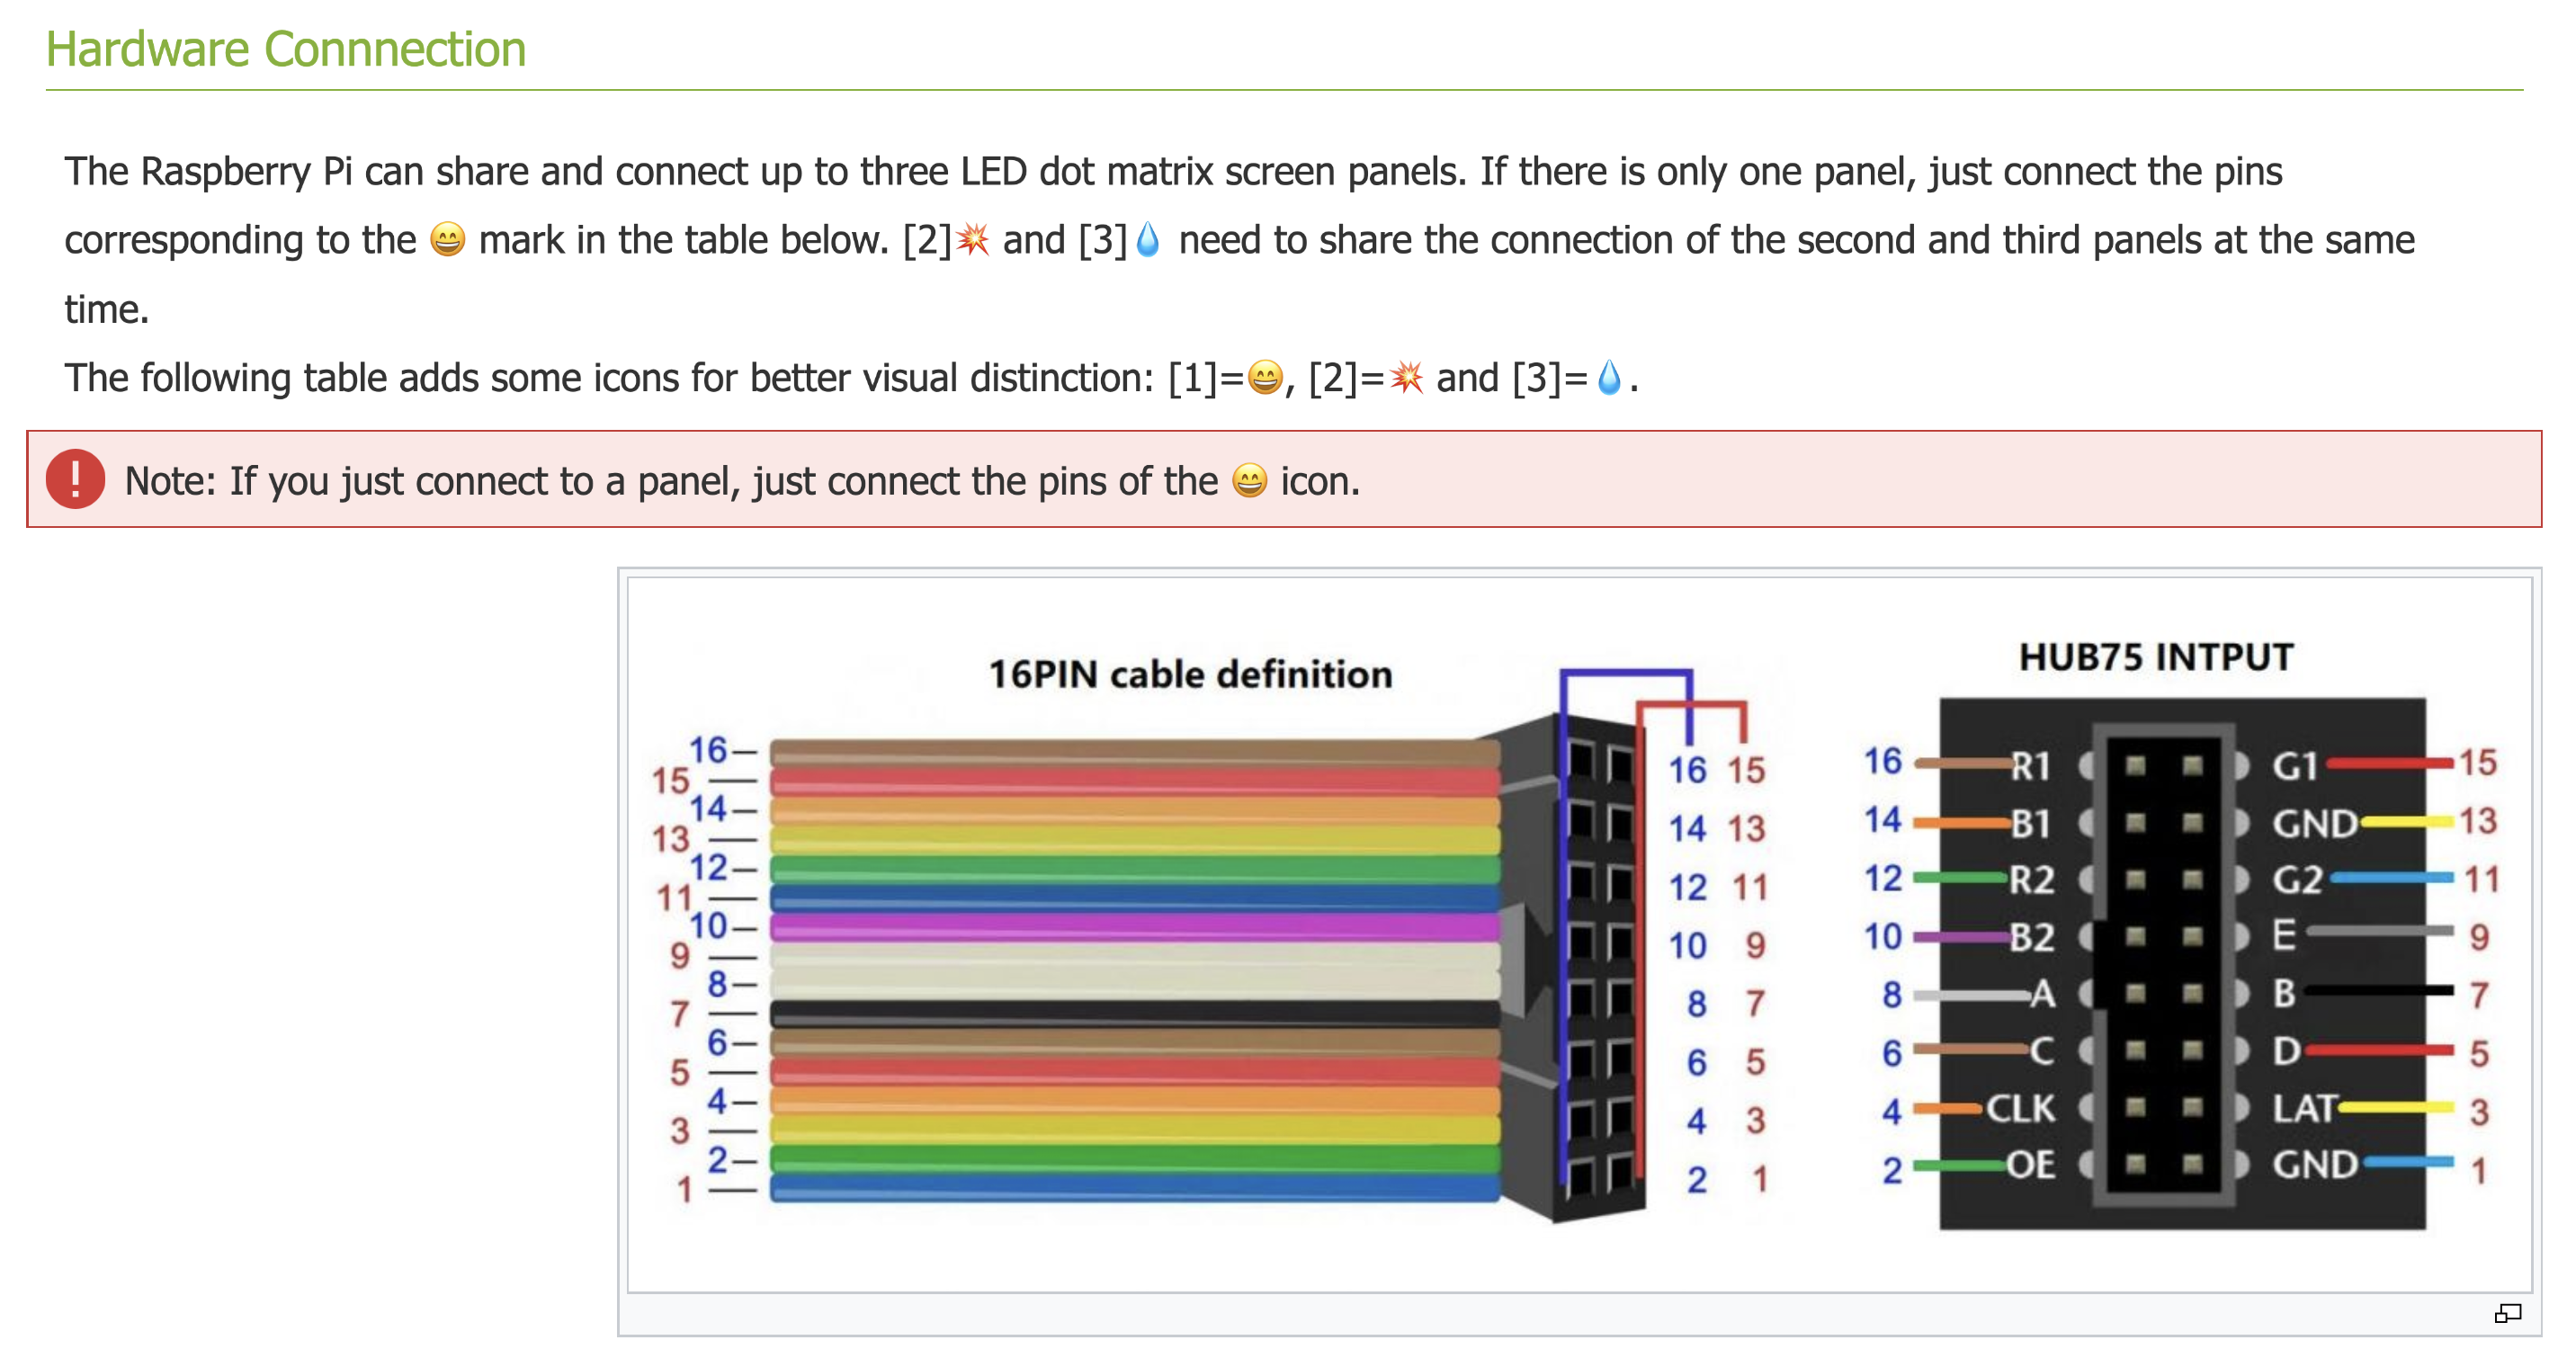 Hardware Connnection
The Raspberry Pi can share and connect up to three LED dot matrix screen panels. If there is only one panel, just connect the pins
corresponding to the 😄 mark in the table below. [2]💥 and [3]💧 need to share the connection of the second and third panels at the same
time.
The following table adds some icons for better visual distinction: [1]=😄, [2]=💥 and [3]=💧.
! Note: If you just connect to a panel, just connect the pins of the 😄 icon.
16PIN cable definition
16
15
14
13
12
11
10
9
8
7
6
5
4
3
2
1
16 15
14 13
12 11
10 9
8 7
6 5
4 3
2 1
HUB75 INTPUT
16 R1 G1 15
14 B1 GND 13
12 R2 G2 11
10 B2 E 9
8 A B 7
6 C D 5
4 CLK LAT 3
2 OE GND 1